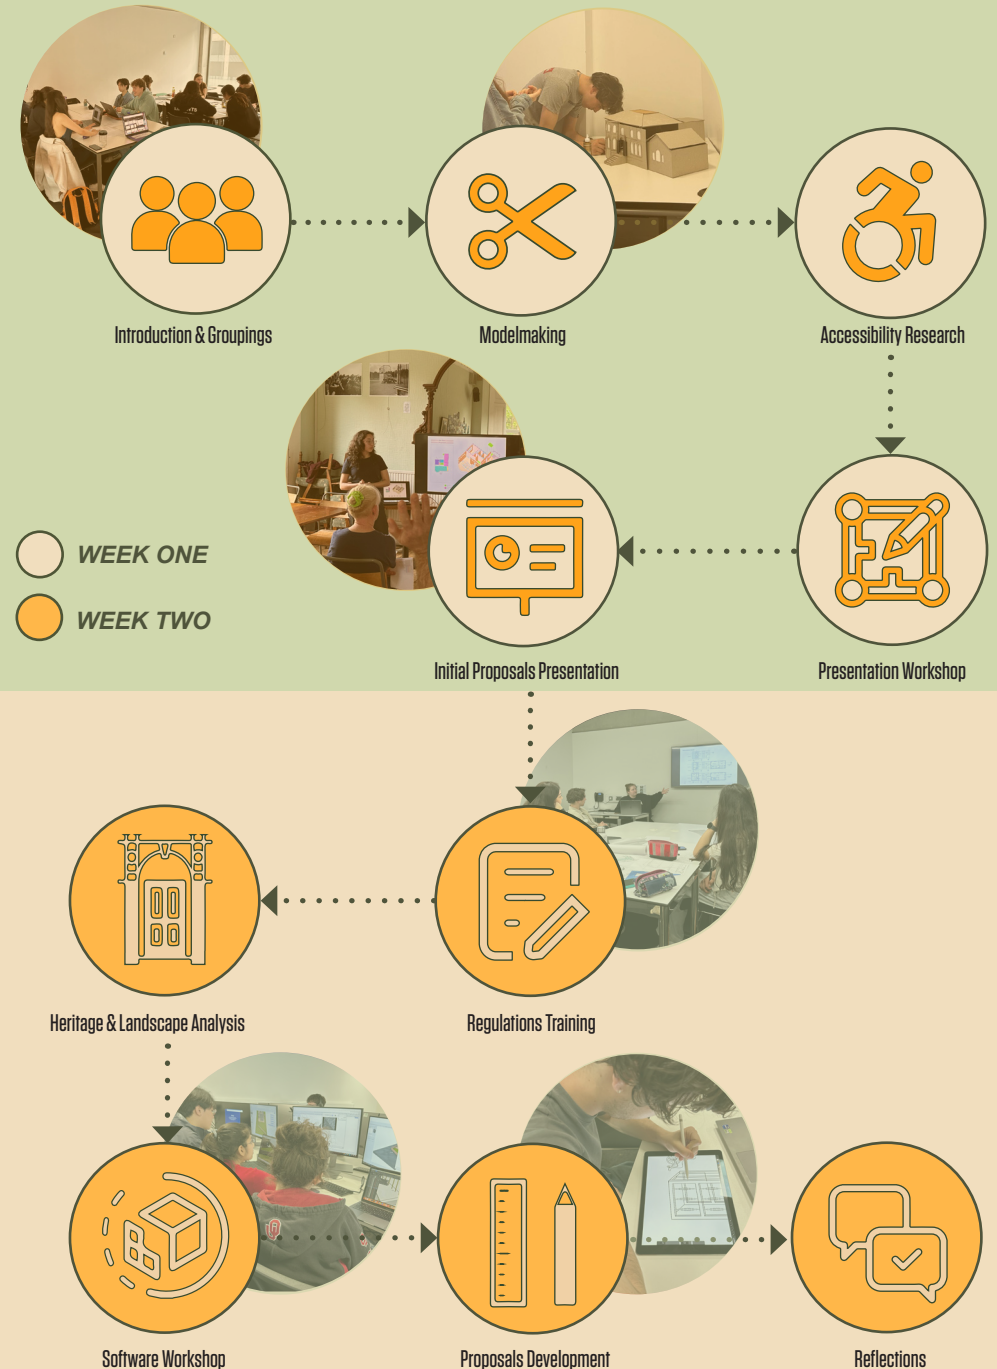 Introduction & Groupings
Modelmaking
Accessibility Research
Initial Proposals Presentation
Presentation Workshop
WEEK ONE
WEEK TWO
Heritage & Landscape Analysis
Regulations Training
Software Workshop
Proposals Development
Reflections